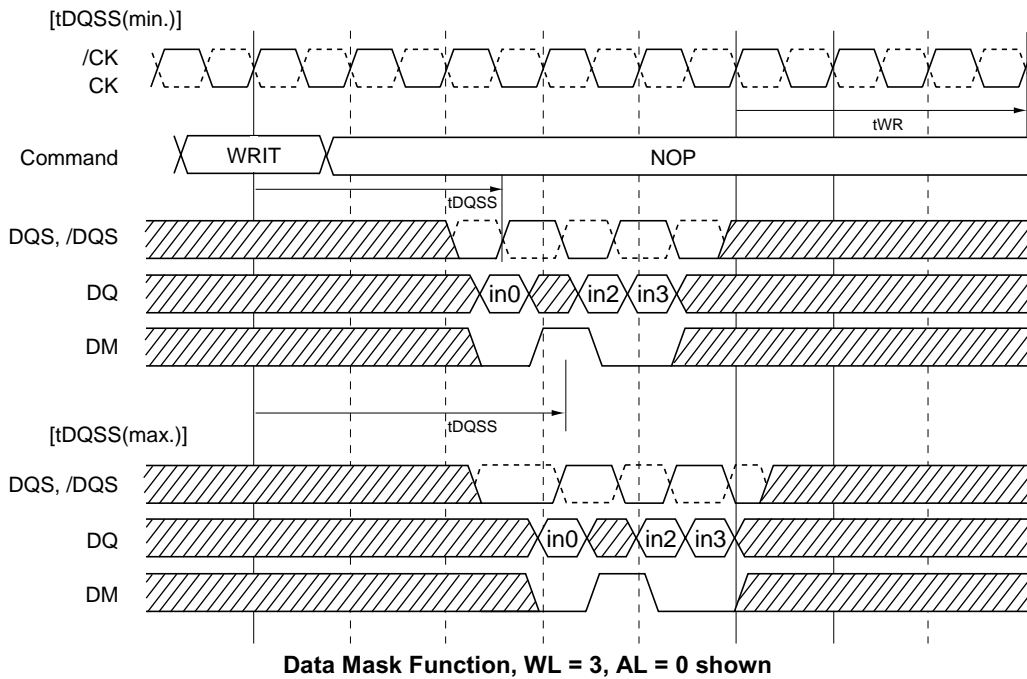 [tDQSS(min.)]
/CK
CK
tWR
Command WRIT NOP
tDQSS
DQS, /DQS
DQ in0 in2 in3
DM
tDQSS
[tDQSS(max.)]
DQS, /DQS
DQ in0 in2 in3
DM
Data Mask Function, WL = 3, AL = 0 shown